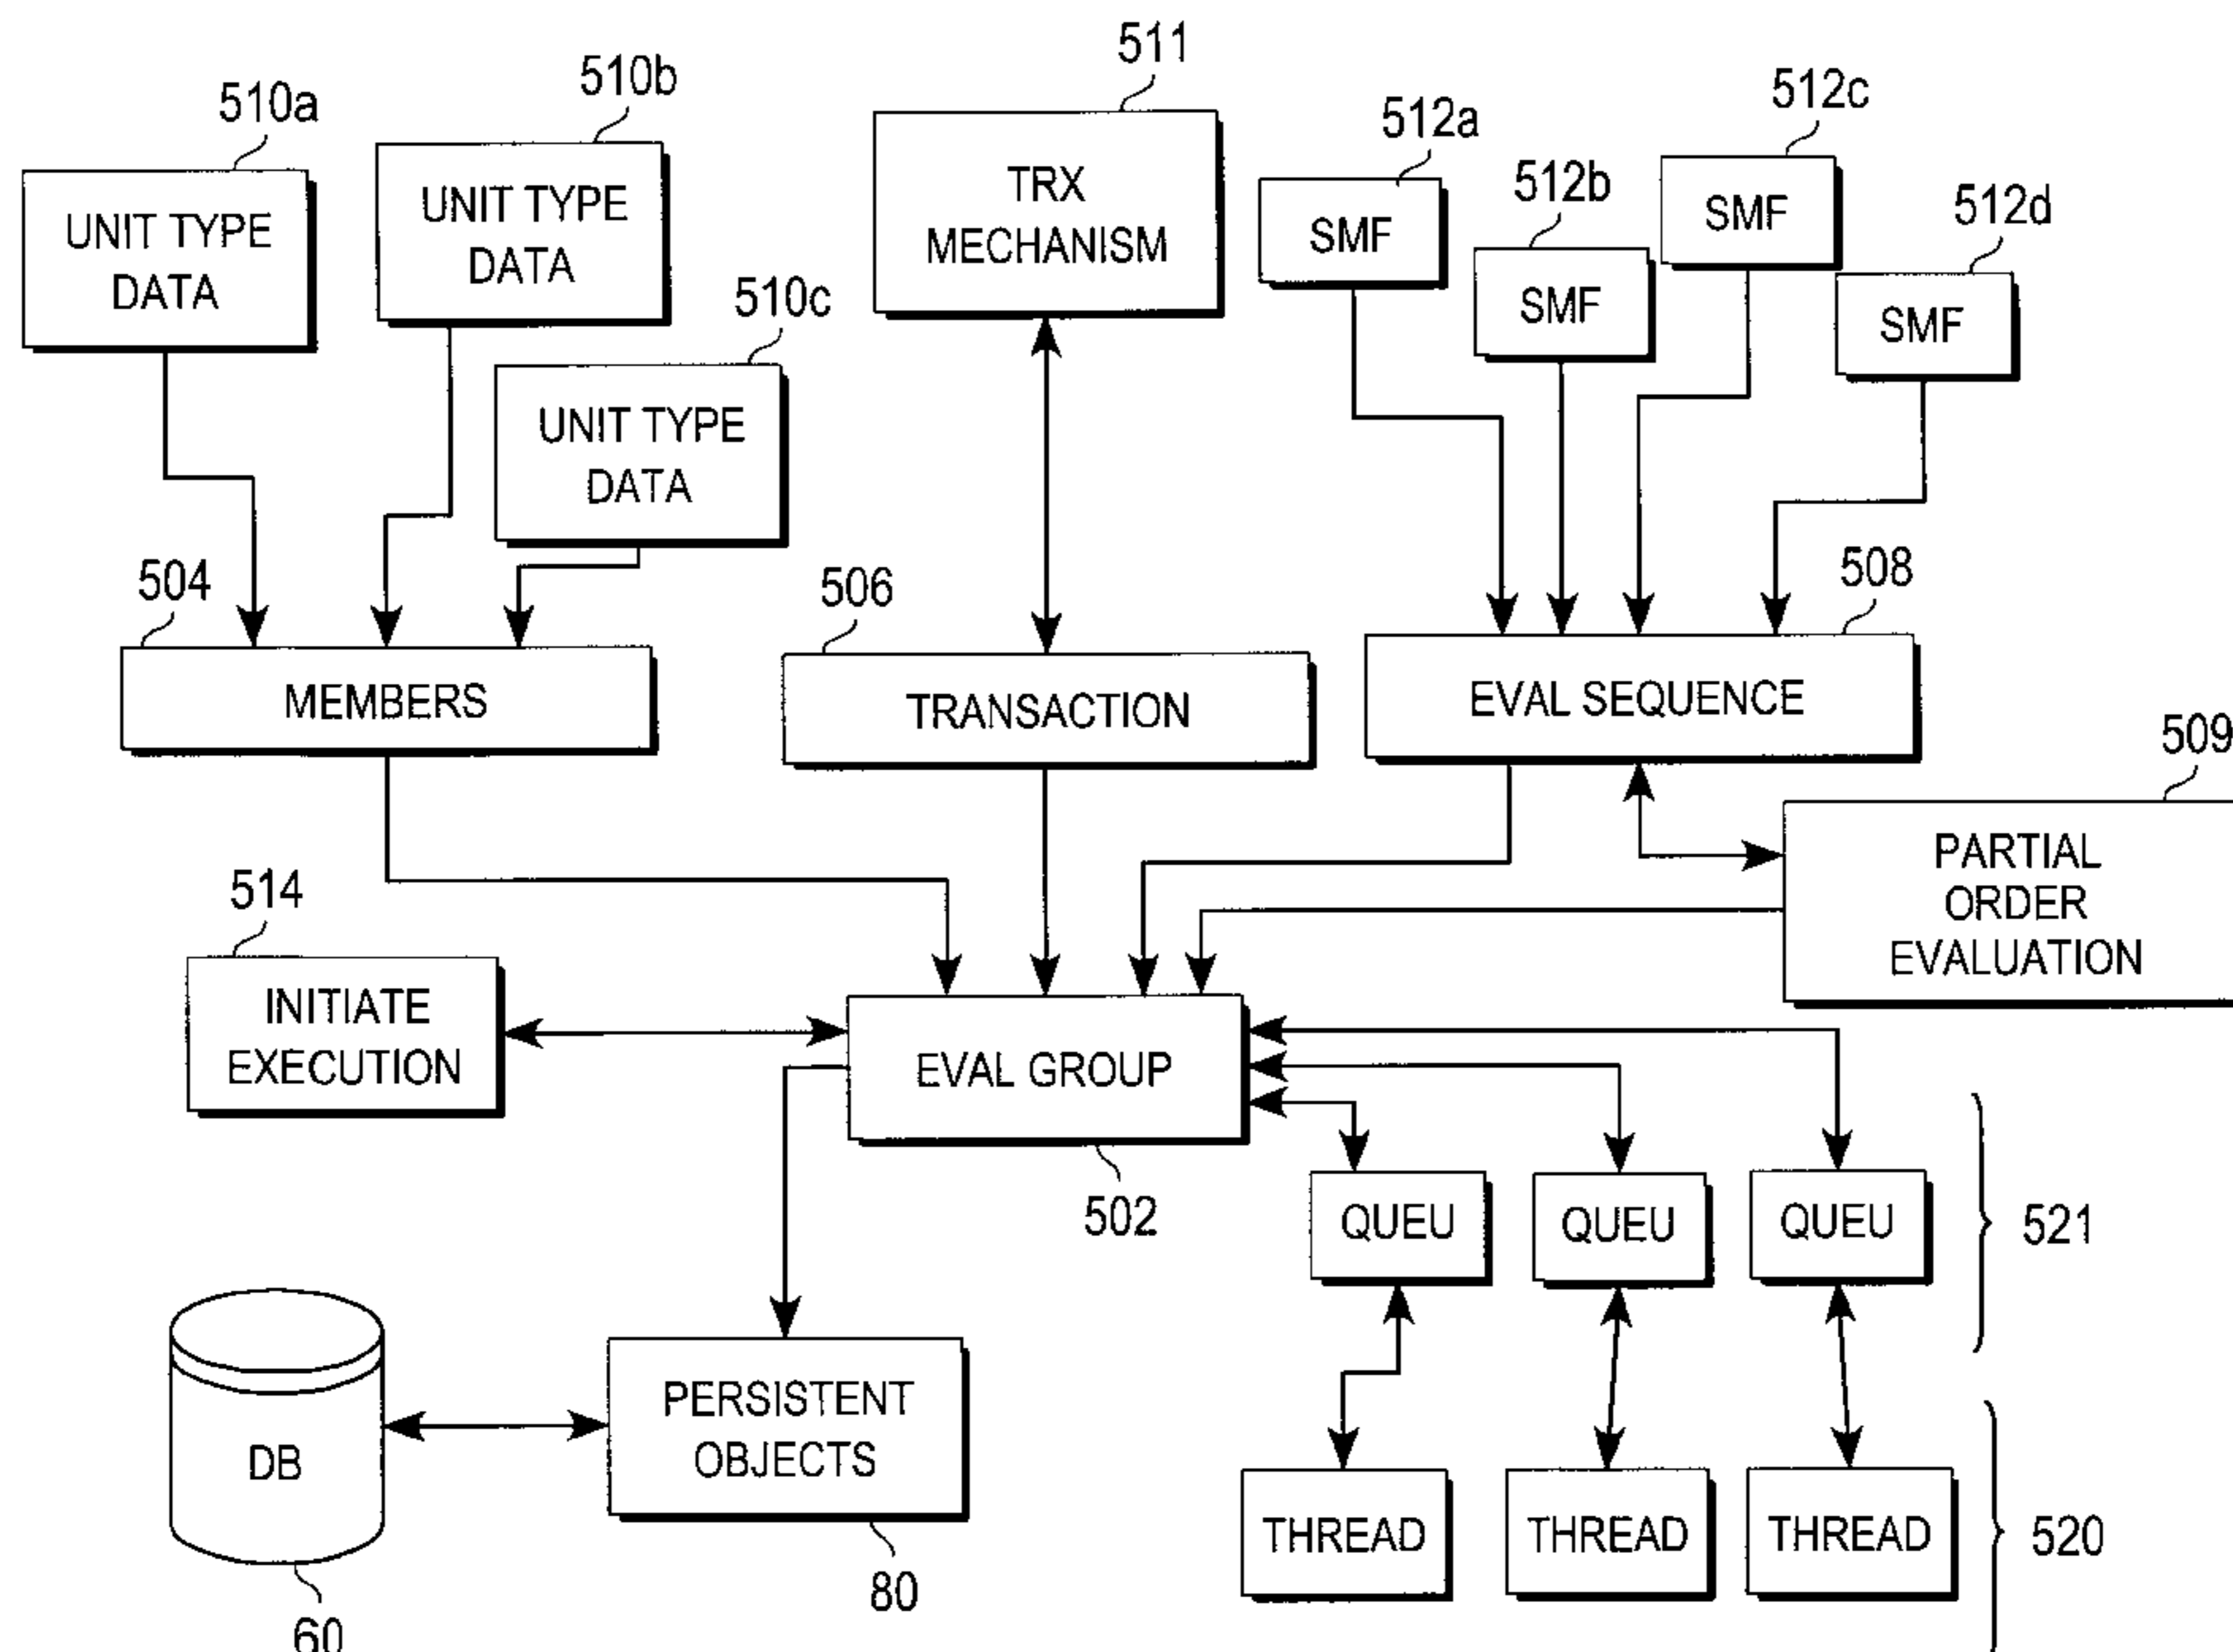 511
510b
510a
512c
512a
512b
512d
UNIT TYPE
DATA
UNIT TYPE
DATA
TRX
MECHANISM
SMF
SMF
SMF
SMF
510c
UNIT TYPE
DATA
504
506
508
MEMBERS
TRANSACTION
EVAL SEQUENCE
509
PARTIAL
ORDER
EVALUATION
514
INITIATE
EXECUTION
EVAL GROUP
502
QUEU
QUEU
QUEU
521
DB
PERSISTENT
OBJECTS
THREAD
THREAD
THREAD
520
80
60